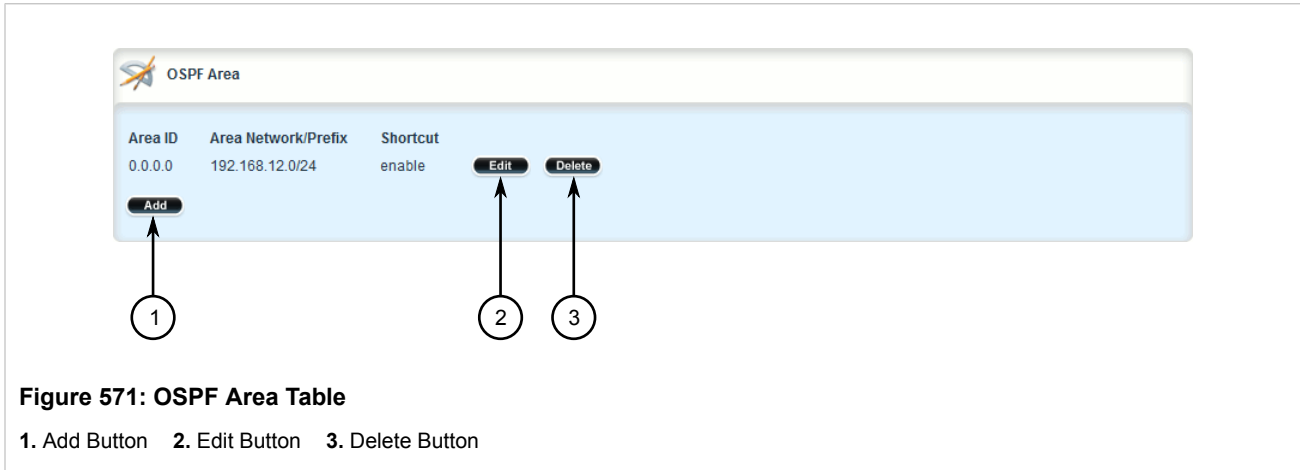 OSPF Area
Area ID Area Network/Prefix Shortcut
0.0.0.0 192.168.12.0/24 enable Edit Delete
Add
1 2 3
Figure 571: OSPF Area Table
1. Add Button 2. Edit Button 3. Delete Button